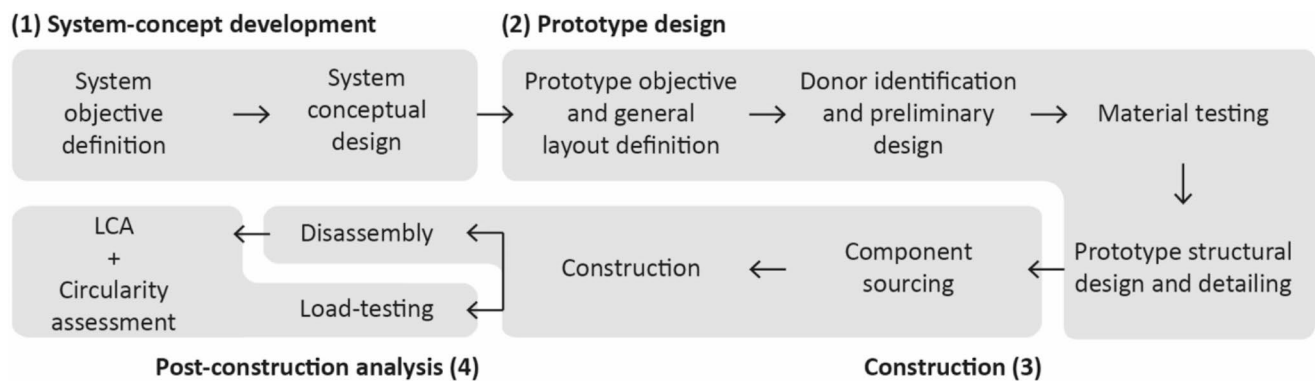 (1) System-concept development
(2) Prototype design
System
objective
definition
→
System
conceptual
design
→
Prototype objective
and general
layout definition
→
Donor identification
and preliminary
design
→
Material testing
↓
Prototype structural
design and detailing
←
Component
sourcing
←
Construction
Disassembly
Load-testing
←
LCA
+
Circularity
assessment
Post-construction analysis (4)
Construction (3)